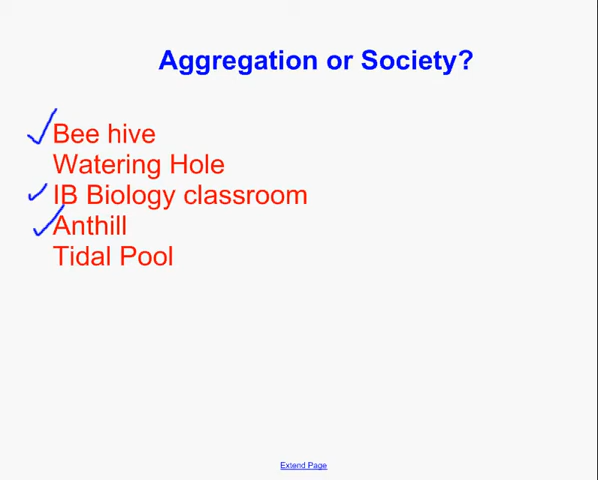 Aggregation or Society?
Bee hive
Watering Hole
IB Biology classroom
Anthill
Tidal Pool
Extend Page